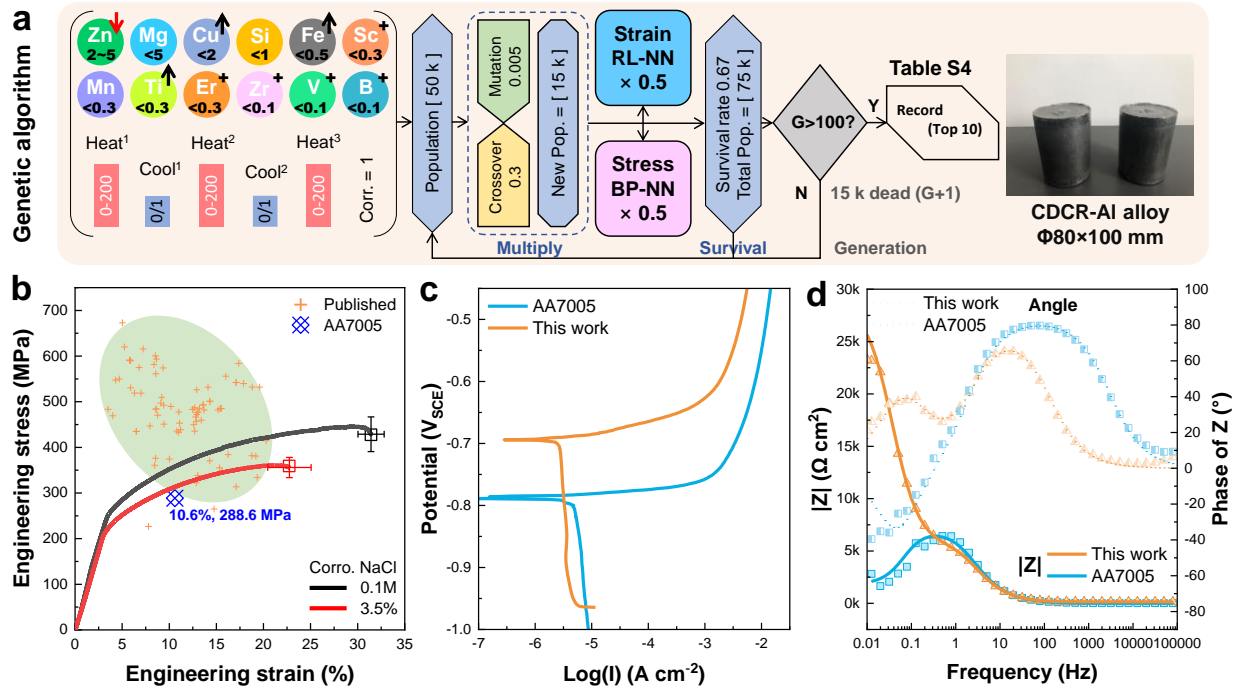 a
Genetic algorithm
Zn
2~5
Mg
<5
Cu
<2
Si
<1
Fe
<0.5
Sc+
<0.3
Mn
<0.3
Ti
<0.3
Er+
<0.3
Zr+
<0.1
V+
<0.1
B+
<0.1
Heat¹
0-200
Cool¹
0/1
Heat²
0-200
Cool²
0/1
Heat³
0-200
Corr. = 1
Population [ 50 k]
Mutation
0.005
Crossover
0.3
New Pop. = [ 15 k ]
Multiply
Strain
RL-NN
× 0.5
Stress
BP-NN
× 0.5
Survival rate 0.67
Total Pop. = [ 75 k]
Survival
G>100?
Y
N
15 k dead (G+1)
Generation
Table S4
Record
(Top 10)
CDCR-Al alloy
Φ80×100 mm
b
Engineering stress (MPa)
700
650
600
550
500
450
400
350
300
250
200
150
100
50
0
Published
AA7005
10.6%, 288.6 MPa
Corro. NaCl
0.1M
3.5%
0 5 10 15 20 25 30 35
Engineering strain (%)
c
Potential (V_SCE)
-0.5
-0.6
-0.7
-0.8
-0.9
-1.0
AA7005
This work
-7 -6 -5 -4 -3 -2 -1
Log(I) (A cm⁻²)
d
|Z| (Ω cm²)
30k
25k
20k
15k
10k
5k
0k
This work
AA7005
Angle
|Z|
This work
AA7005
100
80
60
40
20
0
-20
-40
-60
-80
Phase of Z (°)
0.01 0.1 1 10 100 1000 10000 100000
Frequency (Hz)